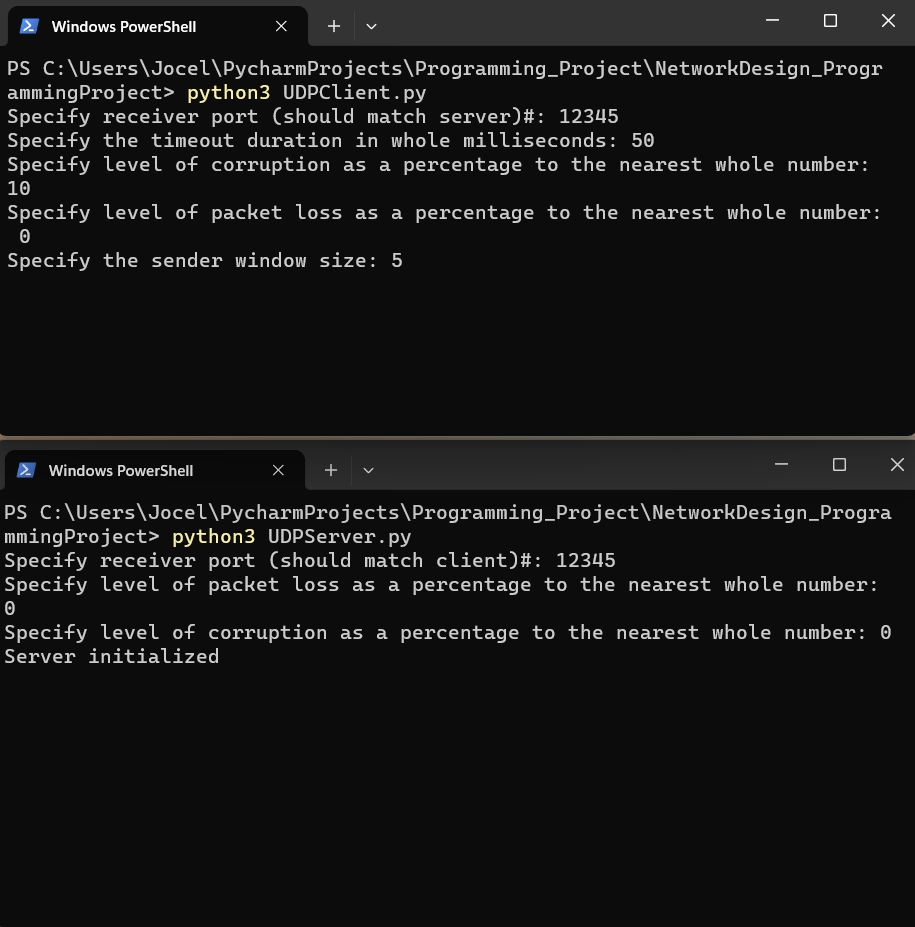 Windows PowerShell
PS C:\Users\Jocel\PycharmProjects\Programming_Project\NetworkDesign_Progr
ammingProject> python3 UDPClient.py
Specify receiver port (should match server)#: 12345
Specify the timeout duration in whole milliseconds: 50
Specify level of corruption as a percentage to the nearest whole number:
10
Specify level of packet loss as a percentage to the nearest whole number:
0
Specify the sender window size: 5
Windows PowerShell
PS C:\Users\Jocel\PycharmProjects\Programming_Project\NetworkDesign_Progra
mmingProject> python3 UDPServer.py
Specify receiver port (should match client)#: 12345
Specify level of packet loss as a percentage to the nearest whole number:
0
Specify level of corruption as a percentage to the nearest whole number: 0
Server initialized